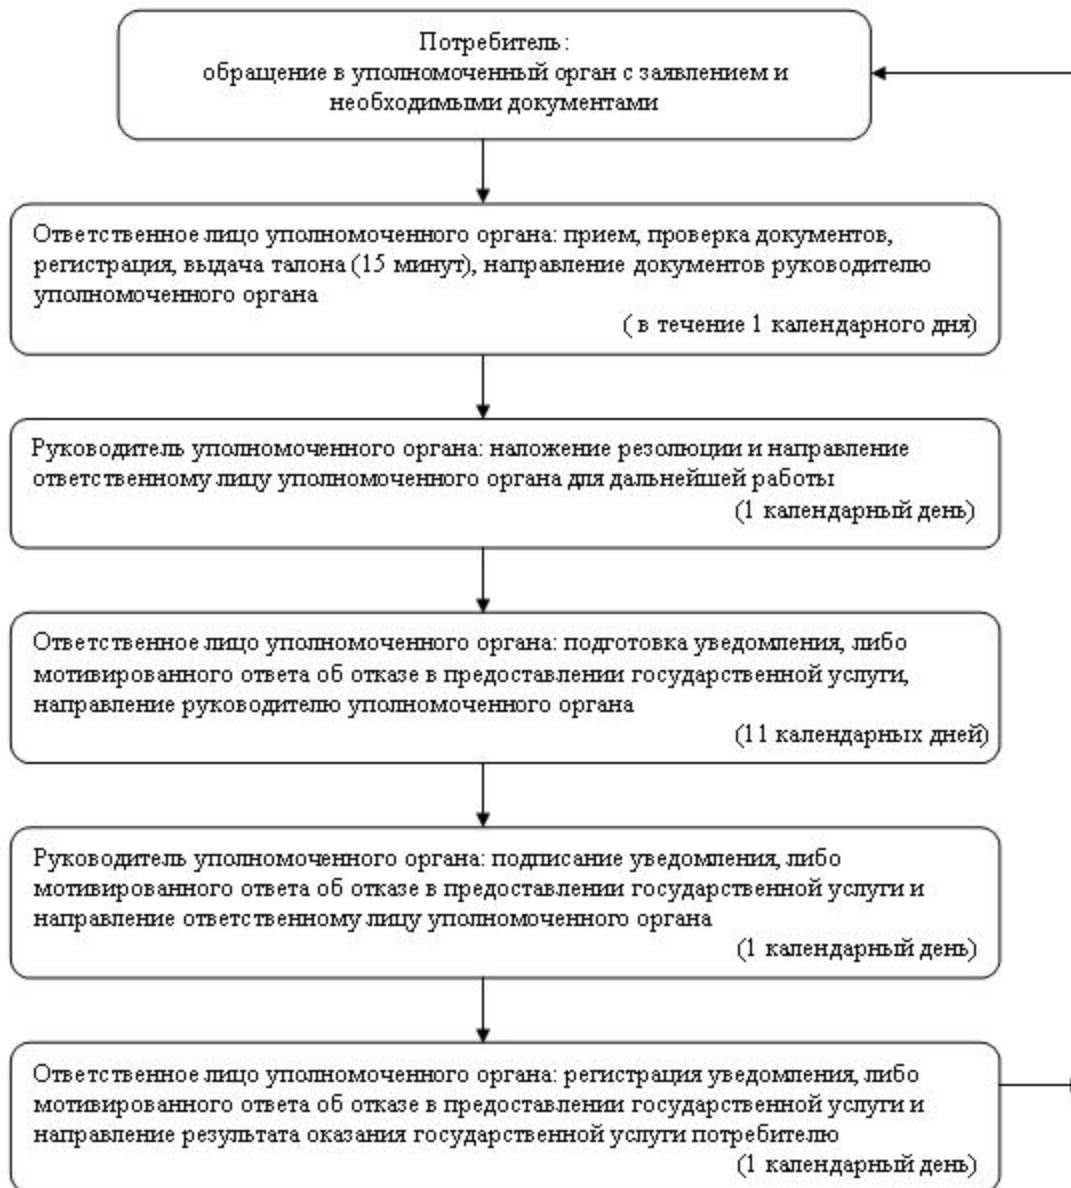 Потребитель:
обращение в уполномоченный орган с заявлением и
необходимыми документами
Ответственное лицо уполномоченного органа: прием, проверка документов,
регистрация, выдача талона (15 минут), направление документов руководителю
уполномоченного органа
( в течение 1 календарного дня)
Руководитель уполномоченного органа: наложение резолюции и направление
ответственному лицу уполномоченного органа для дальнейшей работы
(1 календарный день)
Ответственное лицо уполномоченного органа: подготовка уведомления, либо
мотивированного ответа об отказе в предоставлении государственной услуги,
направление руководителю уполномоченного органа
(11 календарных дней)
Руководитель уполномоченного органа: подписание уведомления, либо
мотивированного ответа об отказе в предоставлении государственной услуги и
направление ответственному лицу уполномоченного органа
(1 календарный день)
Ответственное лицо уполномоченного органа: регистрация уведомления, либо
мотивированного ответа об отказе в предоставлении государственной услуги и
направление результата оказания государственной услуги потребителю
(1 календарный день)